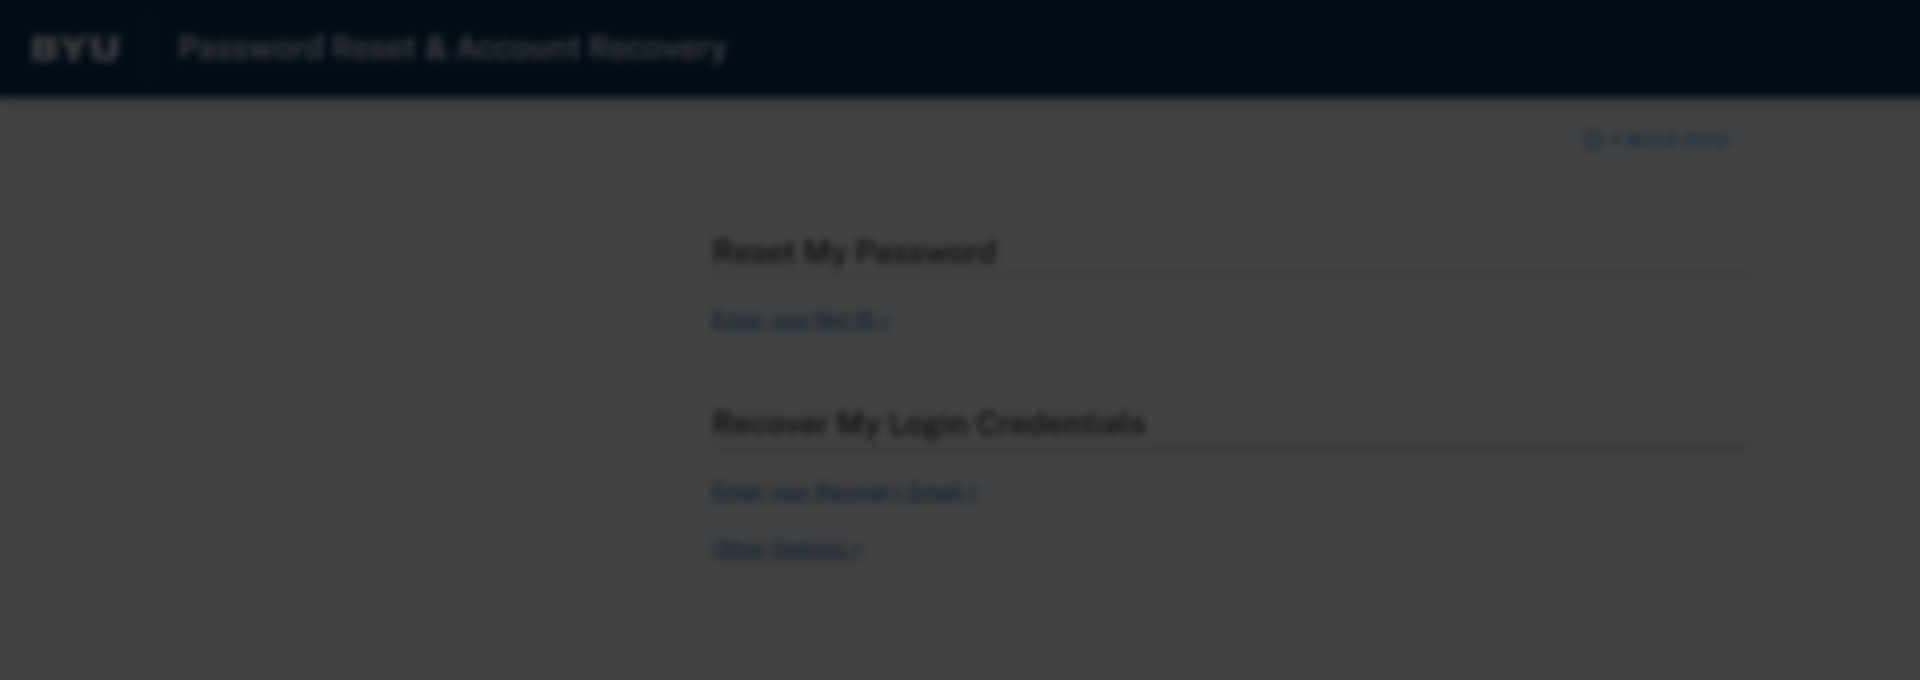 BYU
Password Reset & Account Recovery
I Need Help
Reset My Password
Enter your Net ID >
Recover My Login Credentials
Enter your Recovery Email >
Other Options >